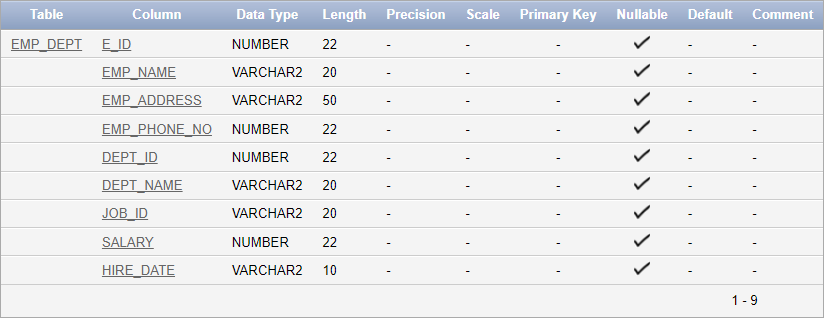 Table Column Data Type Length Precision Scale Primary Key Nullable Default Comment
EMP_DEPT E_ID NUMBER 22 - - - - -
EMP_NAME VARCHAR2 20 - - - - -
EMP_ADDRESS VARCHAR2 50 - - - - -
EMP_PHONE_NO NUMBER 22 - - - - -
DEPT_ID NUMBER 22 - - - - -
DEPT_NAME VARCHAR2 20 - - - - -
JOB_ID VARCHAR2 20 - - - - -
SALARY NUMBER 22 - - - - -
HIRE_DATE VARCHAR2 10 - - - - -
1 - 9